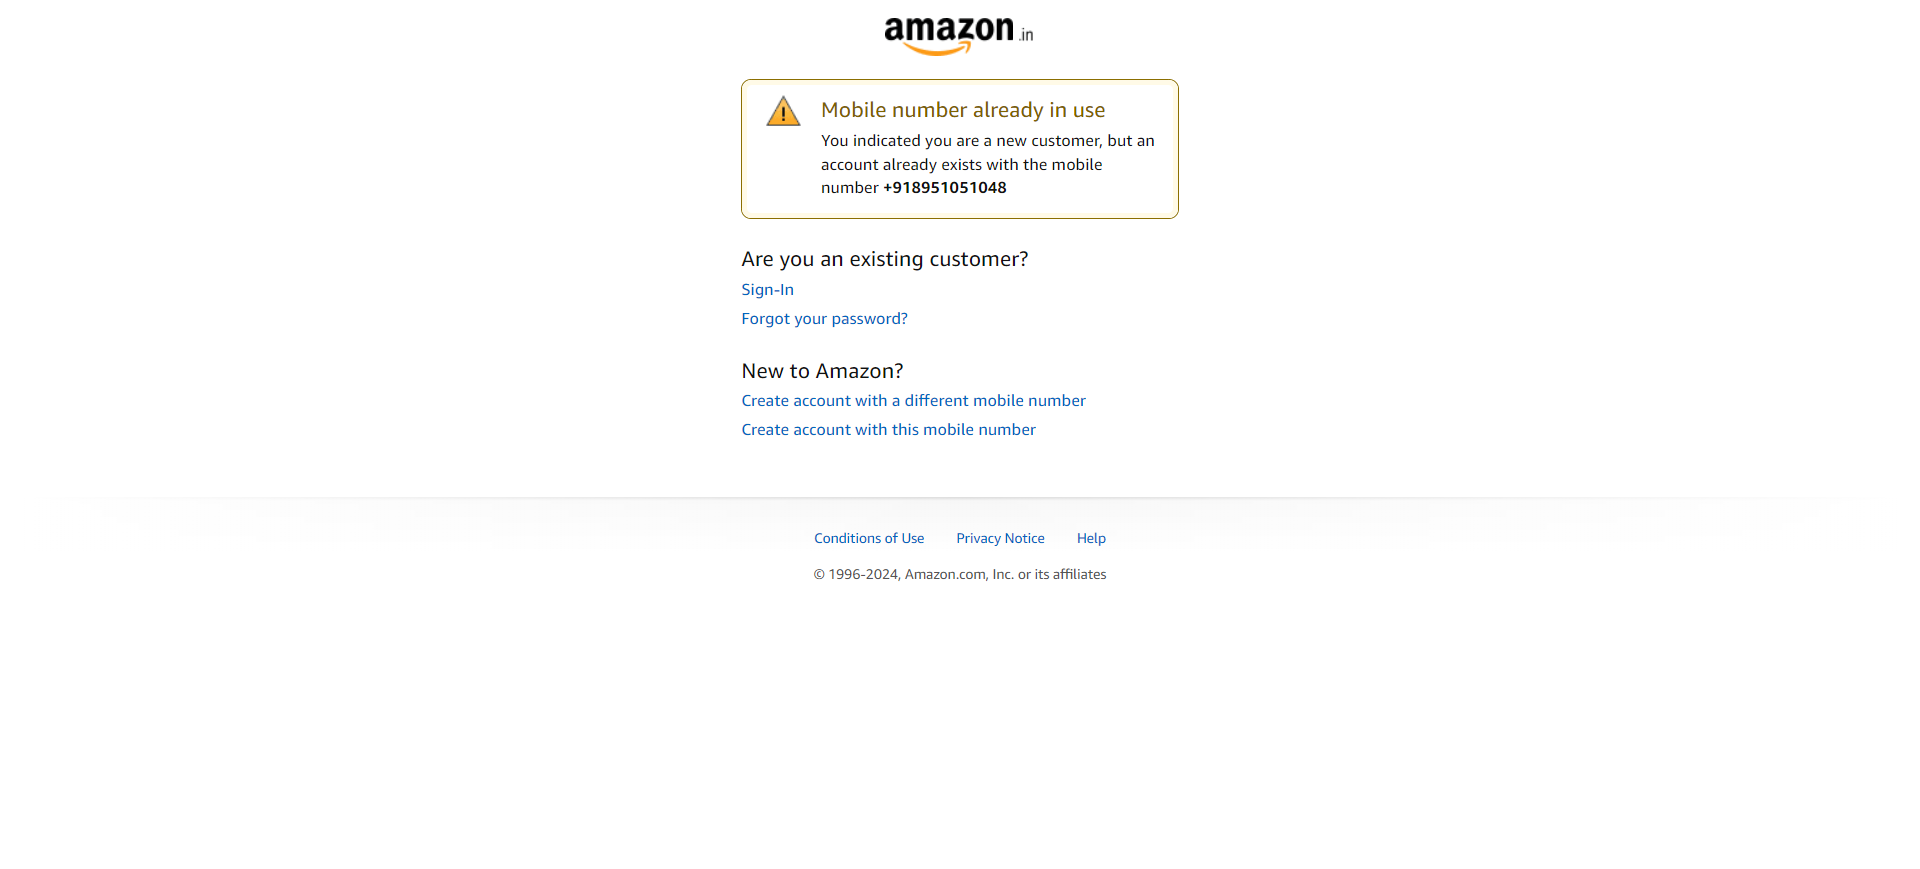 amazon.in
Mobile number already in use
You indicated you are a new customer, but an
account already exists with the mobile
number +918951051048
Are you an existing customer?
Sign-In
Forgot your password?
New to Amazon?
Create account with a different mobile number
Create account with this mobile number
Conditions of Use Privacy Notice Help
© 1996-2024, Amazon.com, Inc. or its affiliates